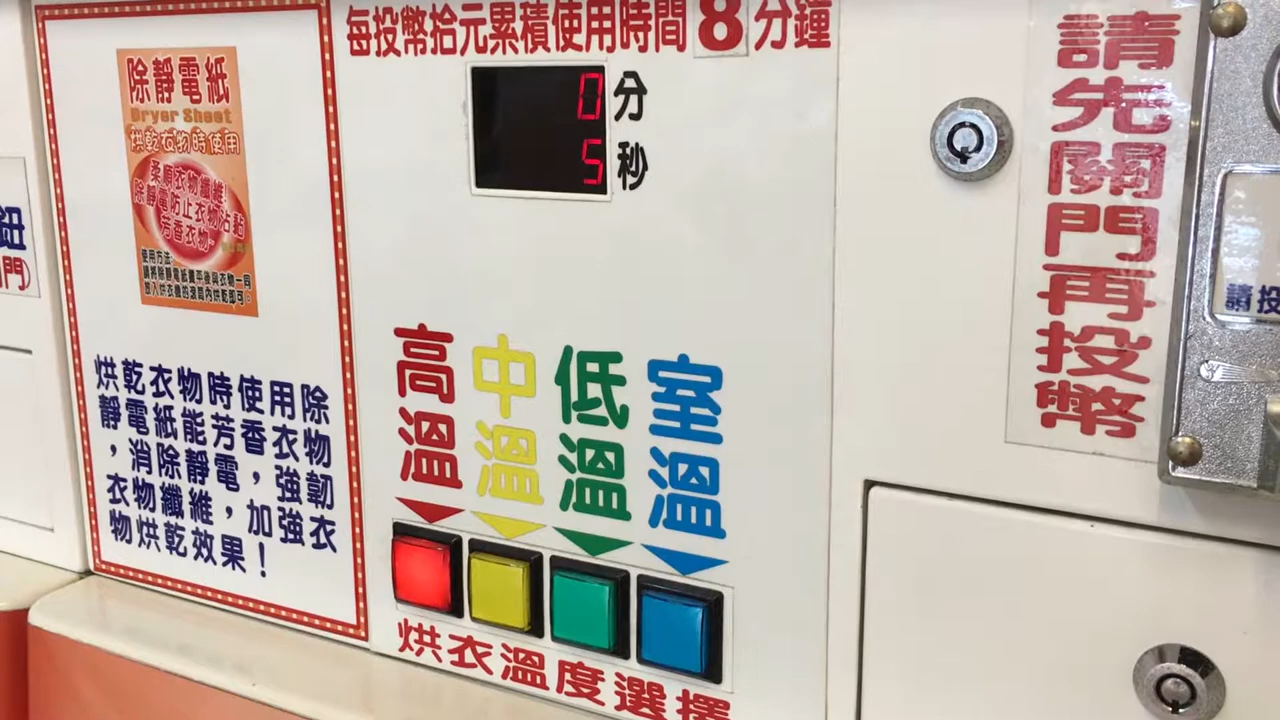 每投幣拾元累積使用時間8分鐘
0分
5秒
除靜電紙
Dryer Sheet
烘乾衣物時使用
柔順衣物纖維!
除靜電防止衣物沾黏
芳香衣物~
使用方法:
請將除靜電紙攤平後與衣物一同
放入烘衣機的滾筒內烘乾即可。
烘乾衣物時使用除
靜電紙能芳香衣物
,消除靜電,強韌
衣物纖維,加強衣
物烘乾效果!
高溫
中溫
低溫
室溫
烘衣溫度選擇
請先關門再投幣
請投
鈕
門)